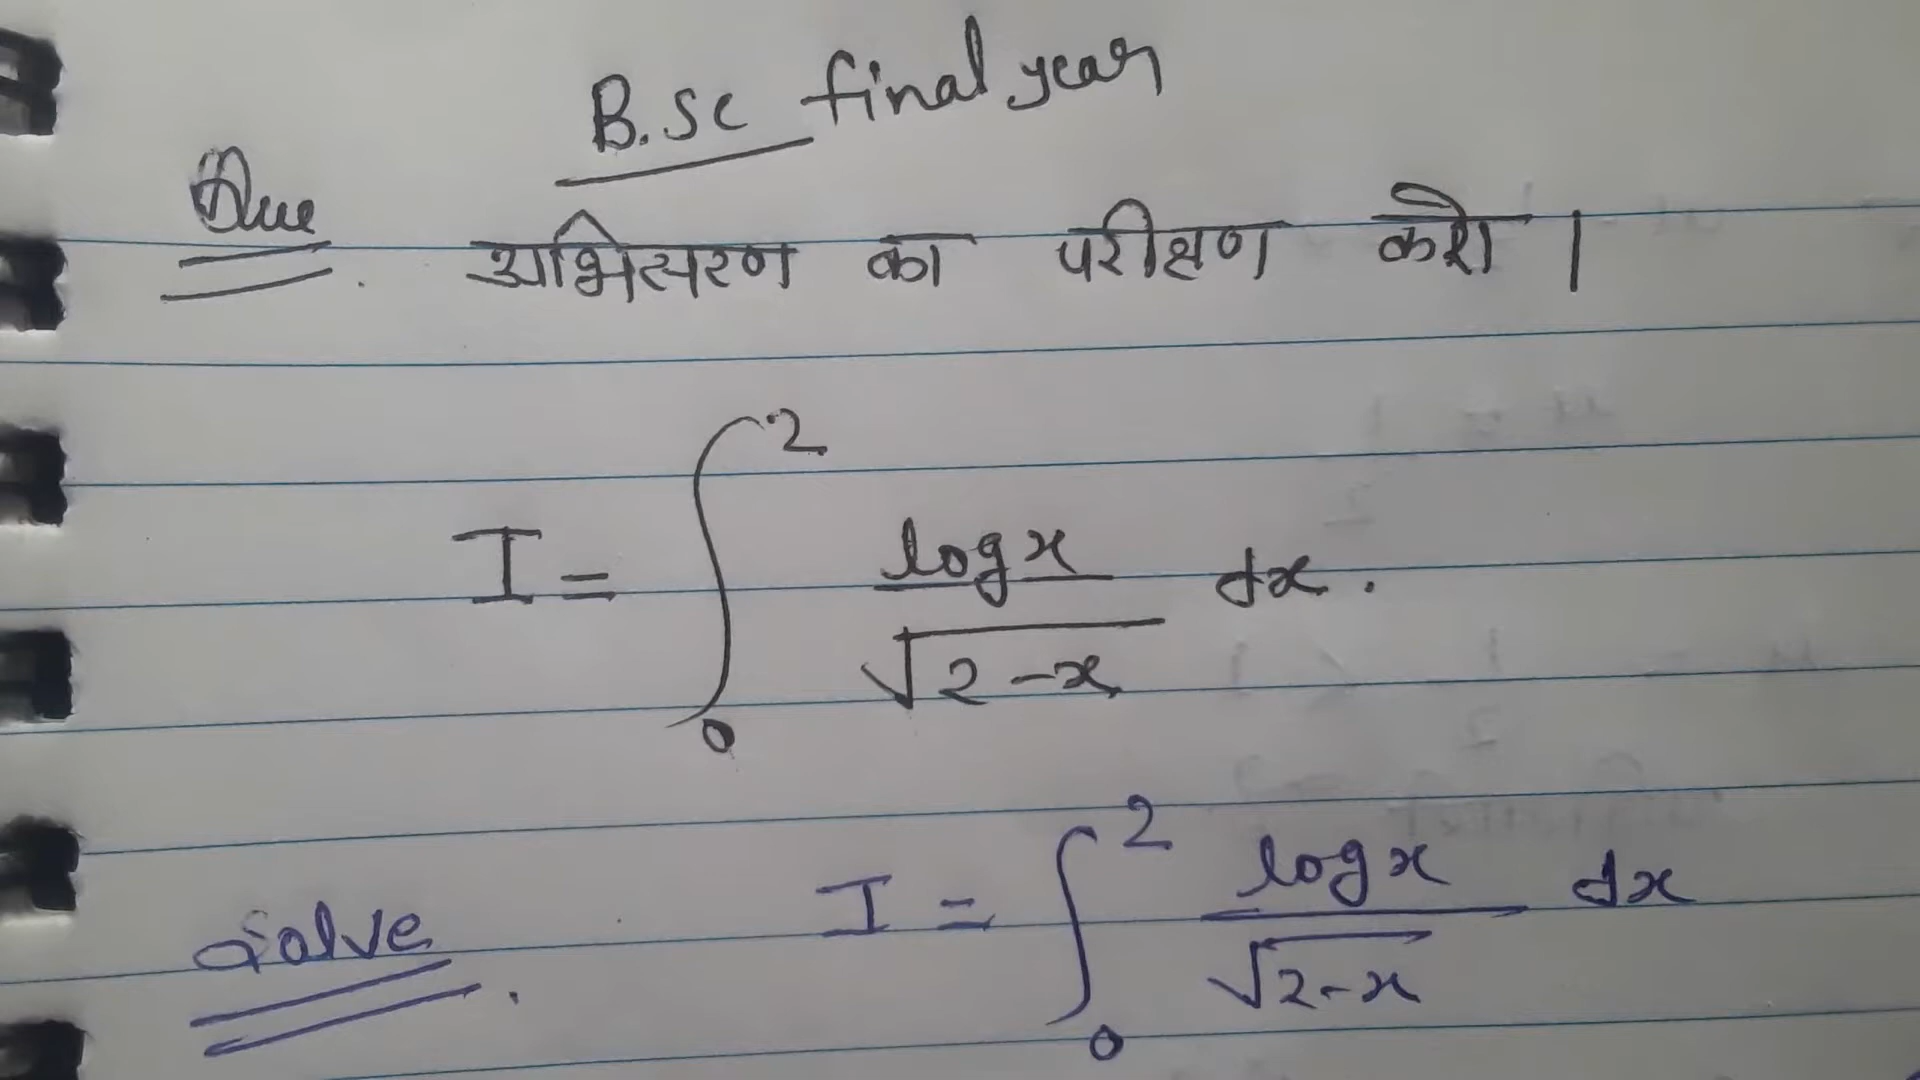 B.Sc final year
Que. अभिसरण का परीक्षण करो ।
I = ∫₀² log x / √(2-x) dx.
Solve. I = ∫₀² log x / √(2-x) dx